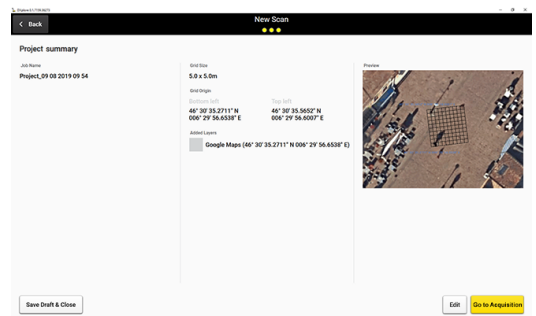 Back
New Scan
Project summary
Job Name
Project_09 08 2019 09 54
Grid Size
5.0 x 5.0m
Grid Origin
Bottom left
Top left
46° 30' 35.2711" N
006° 29' 56.6538" E
46° 30' 35.5652" N
006° 29' 56.6007" E
Added Layers
Google Maps (46° 30' 35.2711" N 006° 29' 56.6538" E)
Preview
Save Draft & Close
Edit
Go to Acquisition